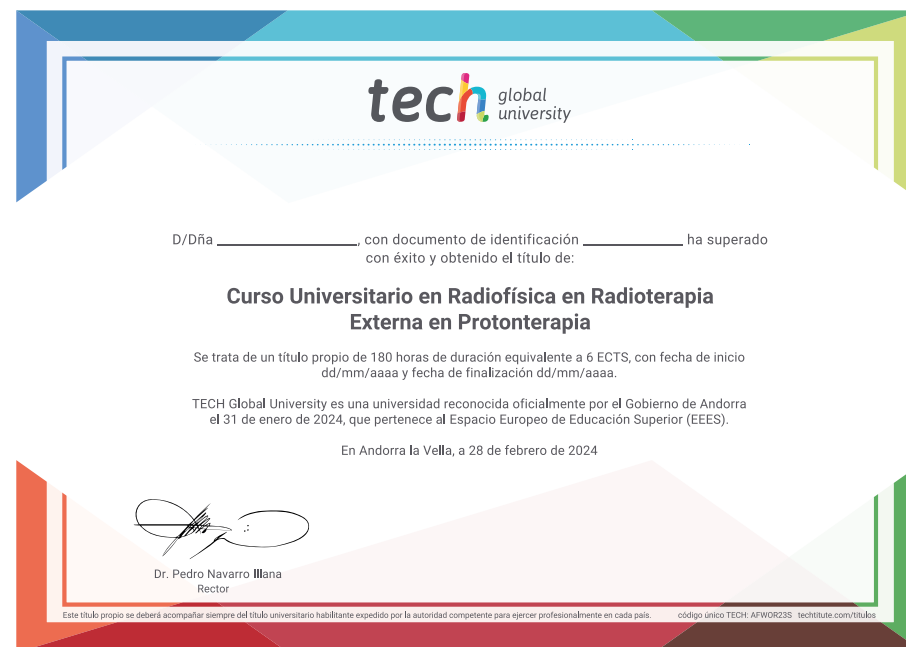 tech global university
D/Dña ____________________, con documento de identificación ______________ ha superado
con éxito y obtenido el título de:
Curso Universitario en Radiofísica en Radioterapia
Externa en Protonterapia
Se trata de un título propio de 180 horas de duración equivalente a 6 ECTS, con fecha de inicio
dd/mm/aaaa y fecha de finalización dd/mm/aaaa.
TECH Global University es una universidad reconocida oficialmente por el Gobierno de Andorra
el 31 de enero de 2024, que pertenece al Espacio Europeo de Educación Superior (EEES).
En Andorra la Vella, a 28 de febrero de 2024
Dr. Pedro Navarro Illana
Rector
Este título propio se deberá acompañar siempre del título universitario habilitante expedido por la autoridad competente para ejercer profesionalmente en cada país. código único TECH: AFWOR23S techtitute.com/titulos